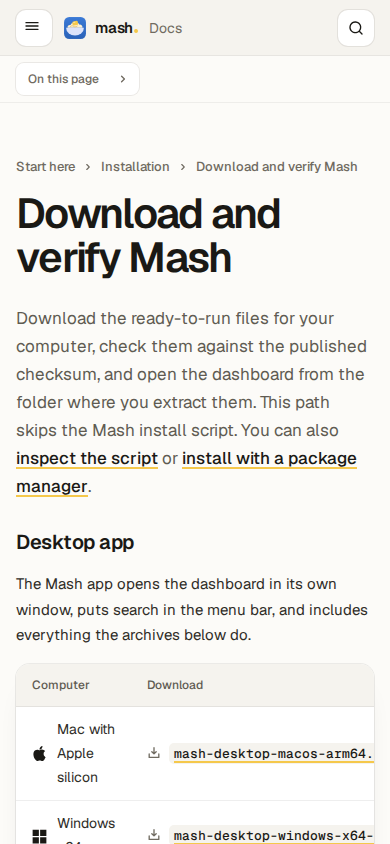 mash. Docs
On this page
Start here › Installation › Download and verify Mash
Download and
verify Mash
Download the ready-to-run files for your
computer, check them against the published
checksum, and open the dashboard from the
folder where you extract them. This path
skips the Mash install script. You can also
inspect the script or install with a package
manager.
Desktop app
The Mash app opens the dashboard in its own
window, puts search in the menu bar, and includes
everything the archives below do.
Computer Download
Mac with
Apple
silicon
mash-desktop-macos-arm64.
Windows
mash-desktop-windows-x64-